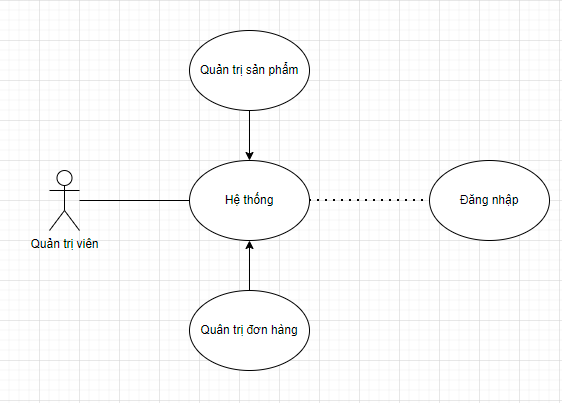 Quản trị sản phẩm
Hệ thống
Đăng nhập
Quản trị viên
Quản trị đơn hàng